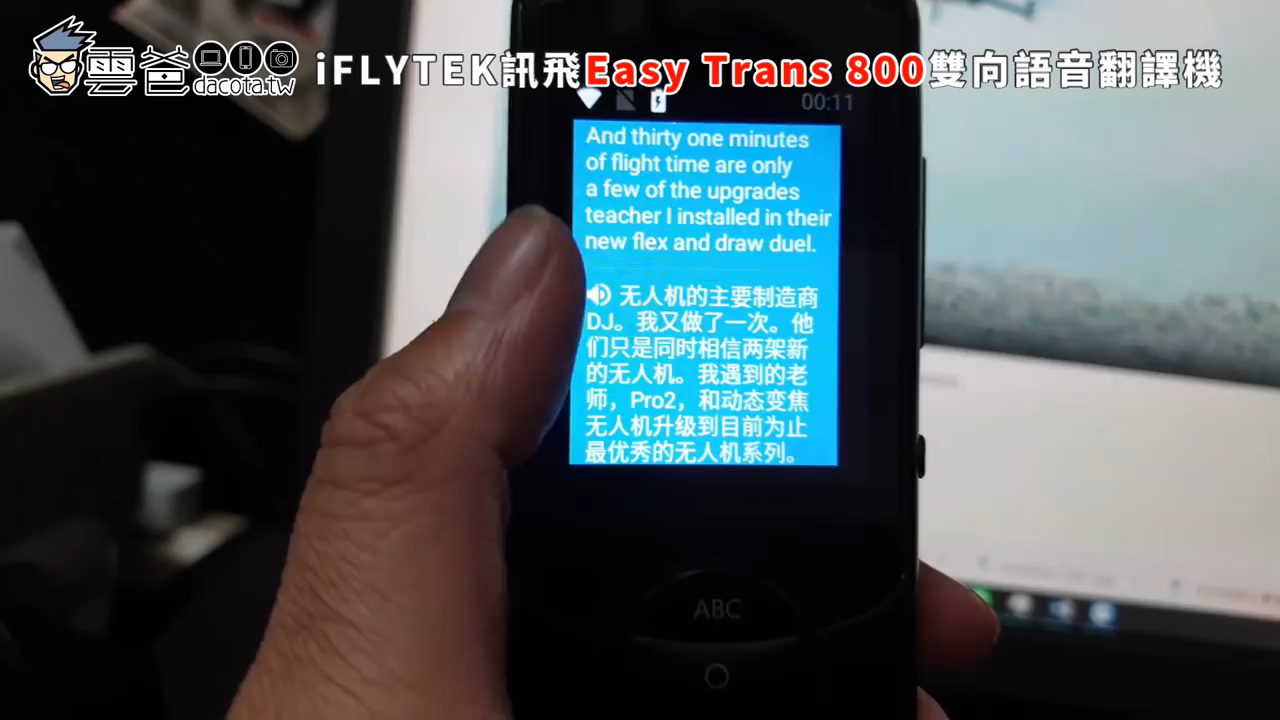 雲爸
dacota.tw
iFLYTEK訊飛Easy Trans 800雙向語音翻譯機
00:11
And thirty one minutes
of flight time are only
a few of the upgrades
teacher I installed in their
new flex and draw duel.
无人机的主要制造商
DJ。我又做了一次。他
们只是同时相信两架新
的无人机。我遇到的老
师，Pro2，和动态变焦
无人机升级到目前为止
最优秀的无人机系列。
ABC